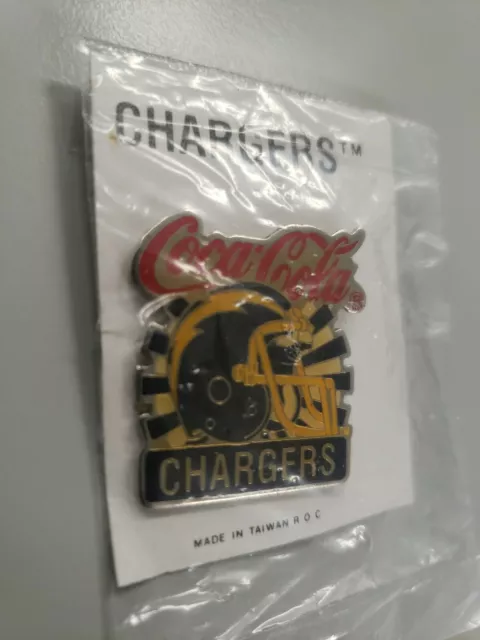 CHARGERS™
Coca-Cola®
CHARGERS
MADE IN TAIWAN R O C